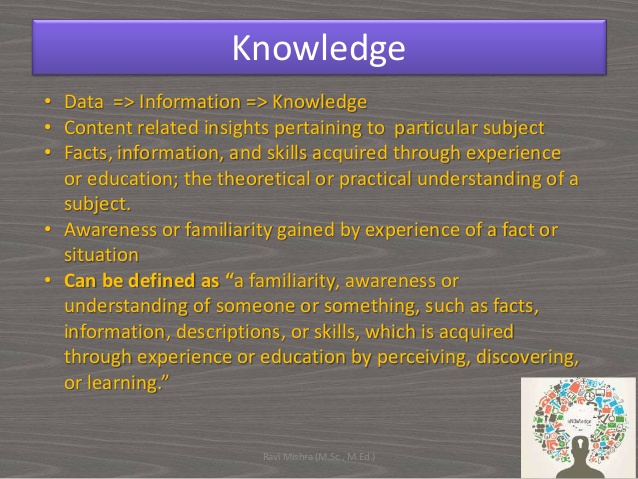 Knowledge
• Data => Information => Knowledge
• Content related insights pertaining to particular subject
• Facts, information, and skills acquired through experience
or education; the theoretical or practical understanding of a
subject.
• Awareness or familiarity gained by experience of a fact or
situation
• Can be defined as “a familiarity, awareness or
understanding of someone or something, such as facts,
information, descriptions, or skills, which is acquired
through experience or education by perceiving, discovering,
or learning.”
kNOWledge
Ravi Mishra (M.Sc., M.Ed.)